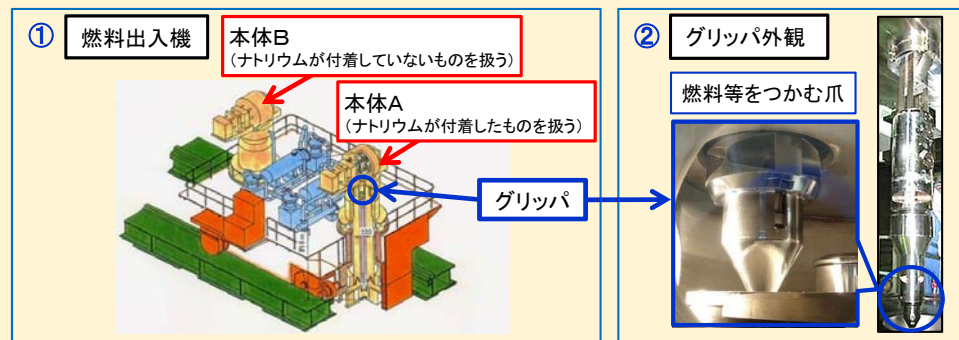 ① 燃料出入機
本体B
(ナトリウムが付着していないものを扱う)
本体A
(ナトリウムが付着したものを扱う)
グリッパ
② グリッパ外観
燃料等をつかむ爪